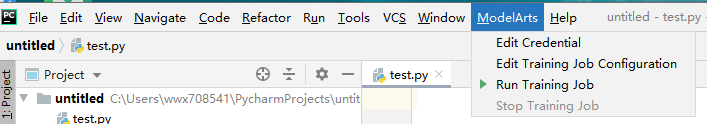 PC File Edit View Navigate Code Refactor Run Tools VCS Window ModelArts Help untitled - test.py -
untitled test.py
Edit Credential
Edit Training Job Configuration
Run Training Job
Stop Training Job
1: Project
Project
test.py
untitled C:\Users\wwx708541\PycharmProjects\untit
test.py